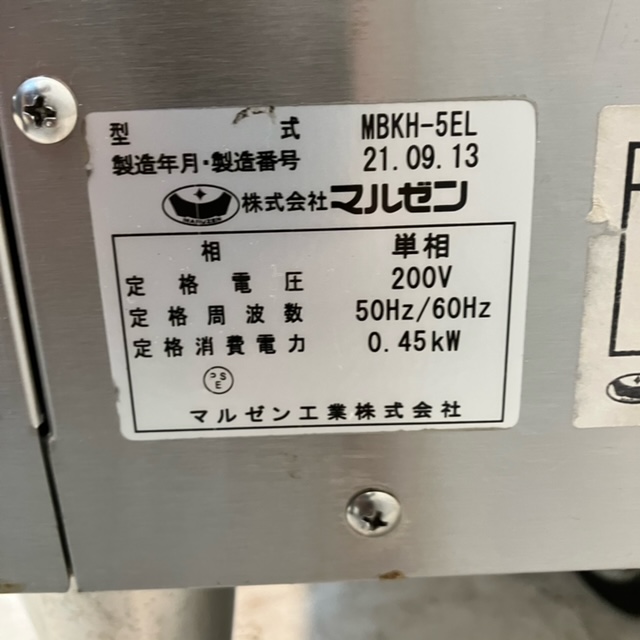 型 式 MBKH-5EL
製造年月・製造番号 21.09.13
MARUZEN 株式会社マルゼン
相 単相
定格電圧 200V
定格周波数 50Hz/60Hz
定格消費電力 0.45kW
PSE
マルゼン工業株式会社